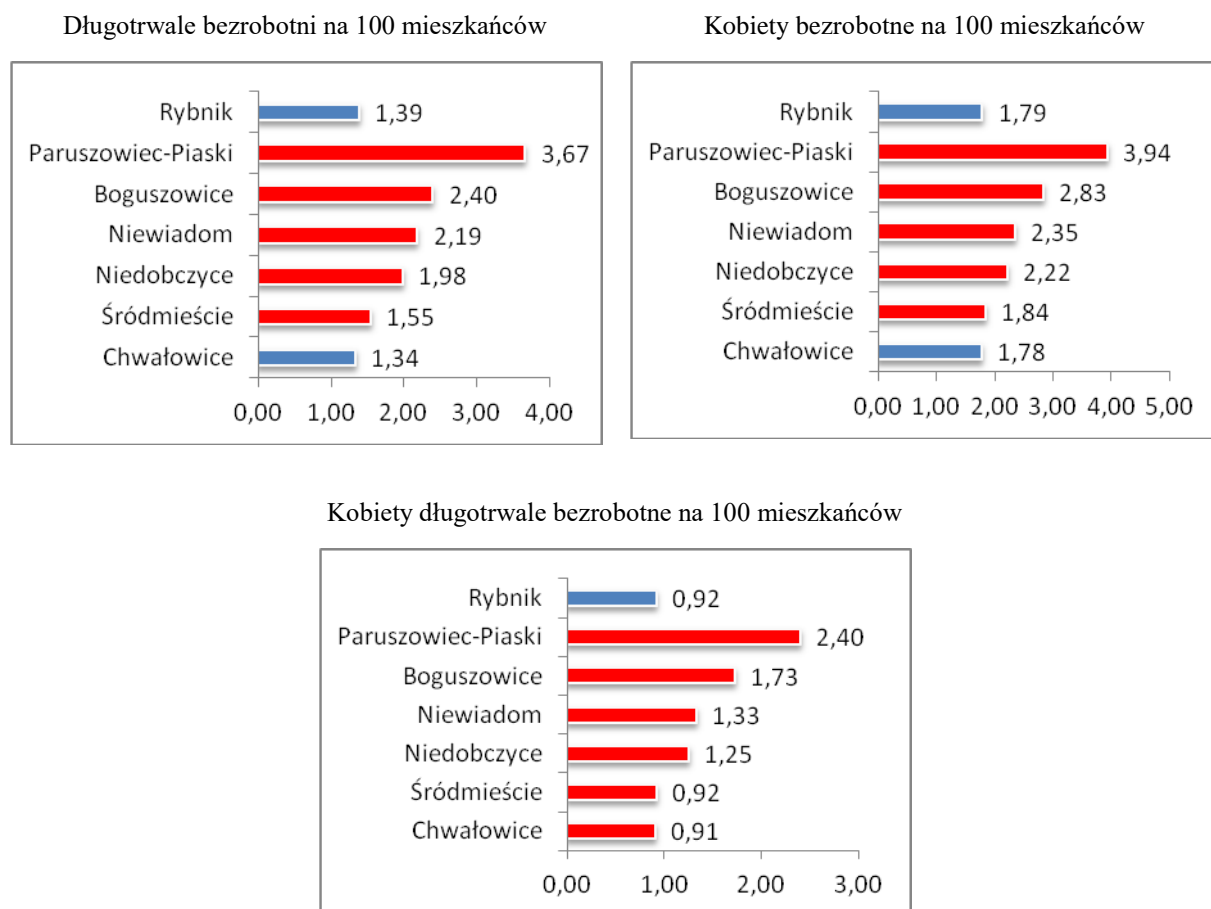 Długotrwale bezrobotni na 100 mieszkańców
Rybnik 1,39
Paruszowiec-Piaski 3,67
Boguszowice 2,40
Niewiadom 2,19
Niedobczyce 1,98
Śródmieście 1,55
Chwałowice 1,34
0,00 1,00 2,00 3,00 4,00
Kobiety bezrobotne na 100 mieszkańców
Rybnik 1,79
Paruszowiec-Piaski 3,94
Boguszowice 2,83
Niewiadom 2,35
Niedobczyce 2,22
Śródmieście 1,84
Chwałowice 1,78
0,00 1,00 2,00 3,00 4,00 5,00
Kobiety długotrwale bezrobotne na 100 mieszkańców
Rybnik 0,92
Paruszowiec-Piaski 2,40
Boguszowice 1,73
Niewiadom 1,33
Niedobczyce 1,25
Śródmieście 0,92
Chwałowice 0,91
0,00 1,00 2,00 3,00